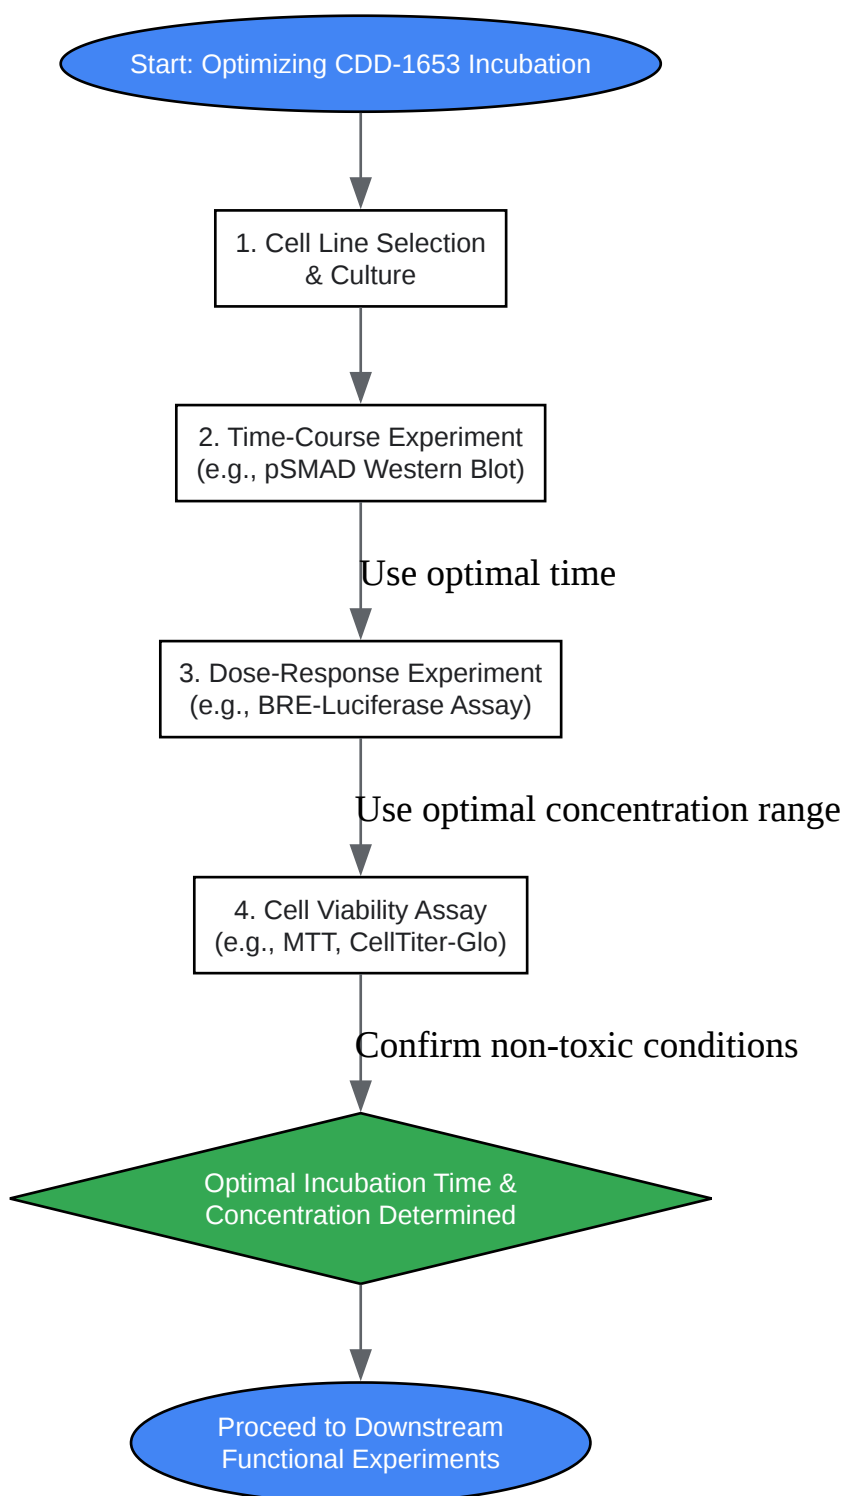 Start: Optimizing CDD-1653 Incubation
1. Cell Line Selection
& Culture
2. Time-Course Experiment
(e.g., pSMAD Western Blot)
Use optimal time
3. Dose-Response Experiment
(e.g., BRE-Luciferase Assay)
Use optimal concentration range
4. Cell Viability Assay
(e.g., MTT, CellTiter-Glo)
Confirm non-toxic conditions
Optimal Incubation Time &
Concentration Determined
Proceed to Downstream
Functional Experiments